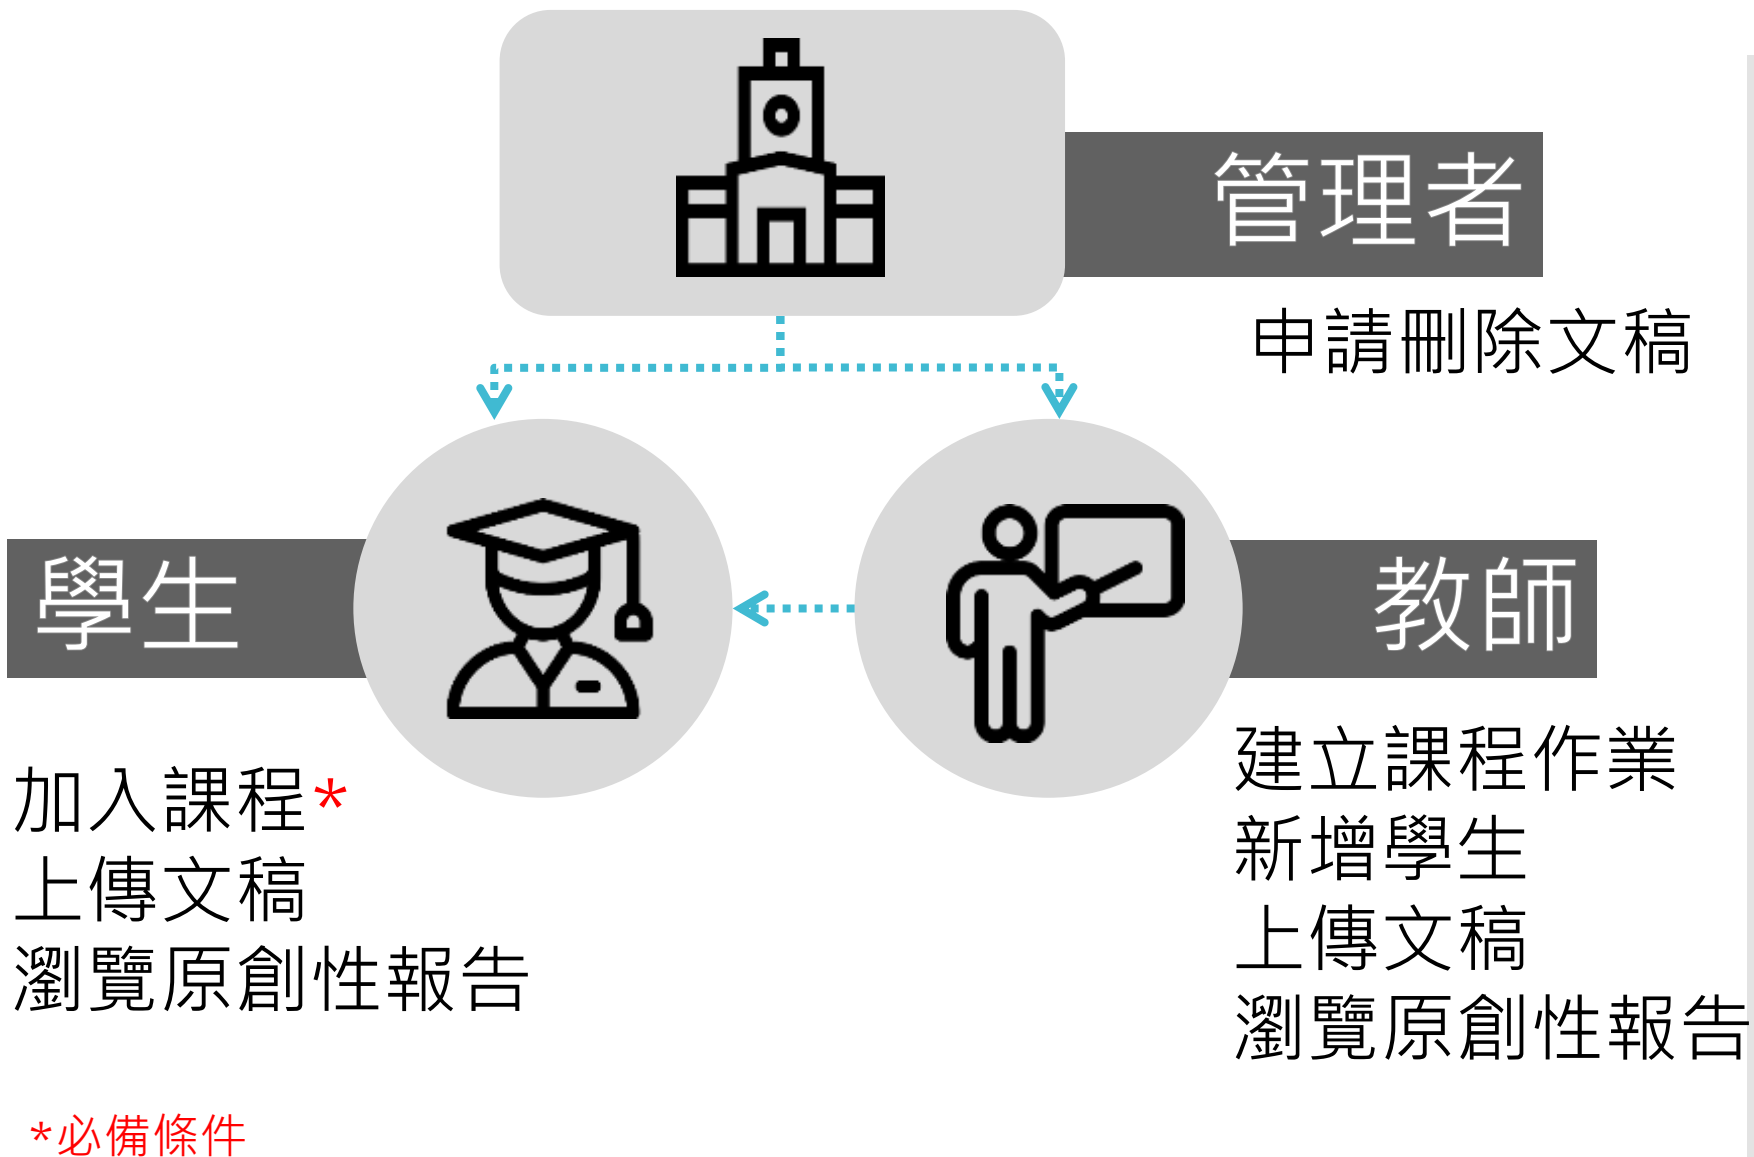 管理者
申請刪除文稿
學生
教師
加入課程*
上傳文稿
瀏覽原創性報告
建立課程作業
新增學生
上傳文稿
瀏覽原創性報告
*必備條件